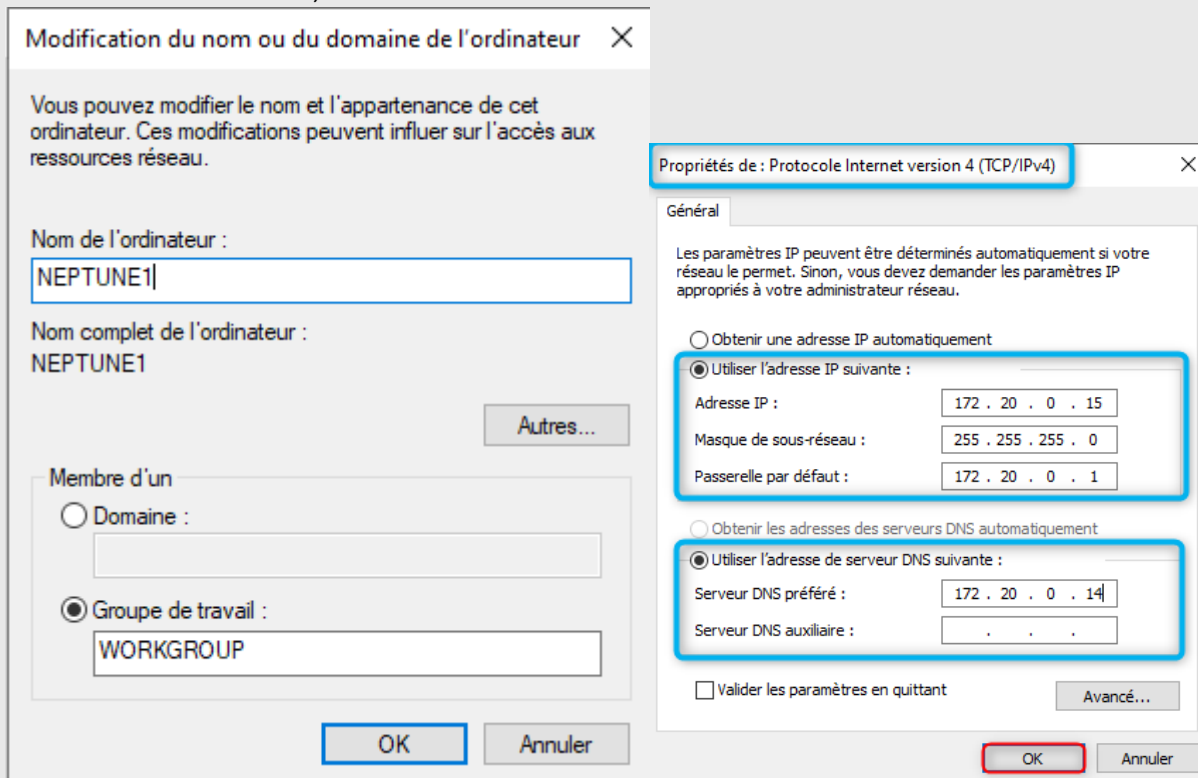 Modification du nom ou du domaine de l'ordinateur
Vous pouvez modifier le nom et l'appartenance de cet
ordinateur. Ces modifications peuvent influer sur l'accès aux
ressources réseau.
Nom de l'ordinateur :
NEPTUNE1
Nom complet de l'ordinateur :
NEPTUNE1
Autres...
Membre d'un
Domaine :
Groupe de travail :
WORKGROUP
OK
Annuler
Propriétés de : Protocole Internet version 4 (TCP/IPv4)
Général
Les paramètres IP peuvent être déterminés automatiquement si votre
réseau le permet. Sinon, vous devez demander les paramètres IP
appropriés à votre administrateur réseau.
Obtenir une adresse IP automatiquement
Utiliser l'adresse IP suivante :
Adresse IP : 172 . 20 . 0 . 15
Masque de sous-réseau : 255 . 255 . 255 . 0
Passerelle par défaut : 172 . 20 . 0 . 1
Obtenir les adresses des serveurs DNS automatiquement
Utiliser l'adresse de serveur DNS suivante :
Serveur DNS préféré : 172 . 20 . 0 . 14
Serveur DNS auxiliaire : . . .
Valider les paramètres en quittant
Avancé...
OK
Annuler